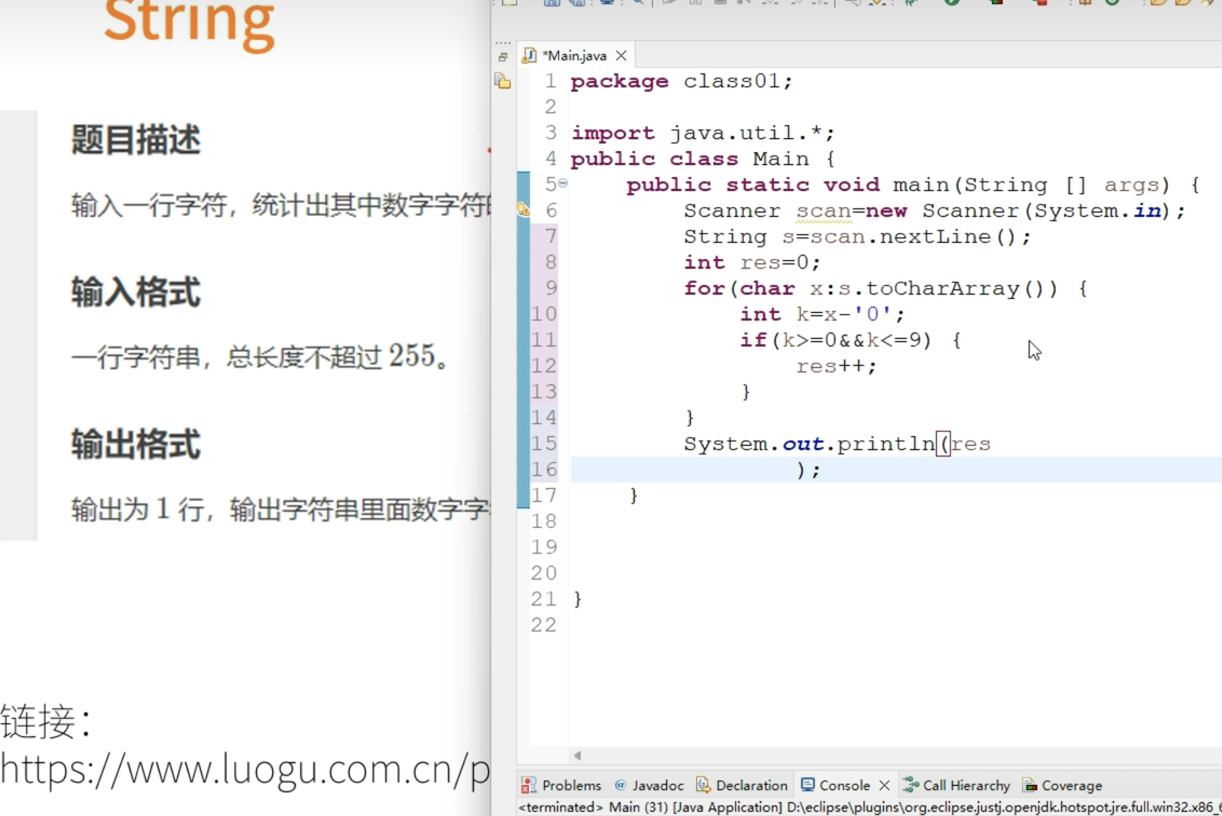 String
题目描述
输入一行字符，统计出其中数字字符
输入格式
一行字符串，总长度不超过 255。
输出格式
输出为 1 行，输出字符串里面数字字
链接：
https://www.luogu.com.cn/p
*Main.java
1 package class01;
2
3 import java.util.*;
4 public class Main {
5 public static void main(String [] args) {
6 Scanner scan=new Scanner(System.in);
7 String s=scan.nextLine();
8 int res=0;
9 for(char x:s.toCharArray()) {
10 int k=x-'0';
11 if(k>=0&&k<=9) {
12 res++;
13 }
14 }
15 System.out.println(res
16 );
17 }
18
19
20
21 }
22
Problems @ Javadoc Declaration Console Call Hierarchy Coverage
<terminated> Main (31) [Java Application] D:\eclipse\plugins\org.eclipse.justj.openjdk.hotspot.jre.full.win32.x86_